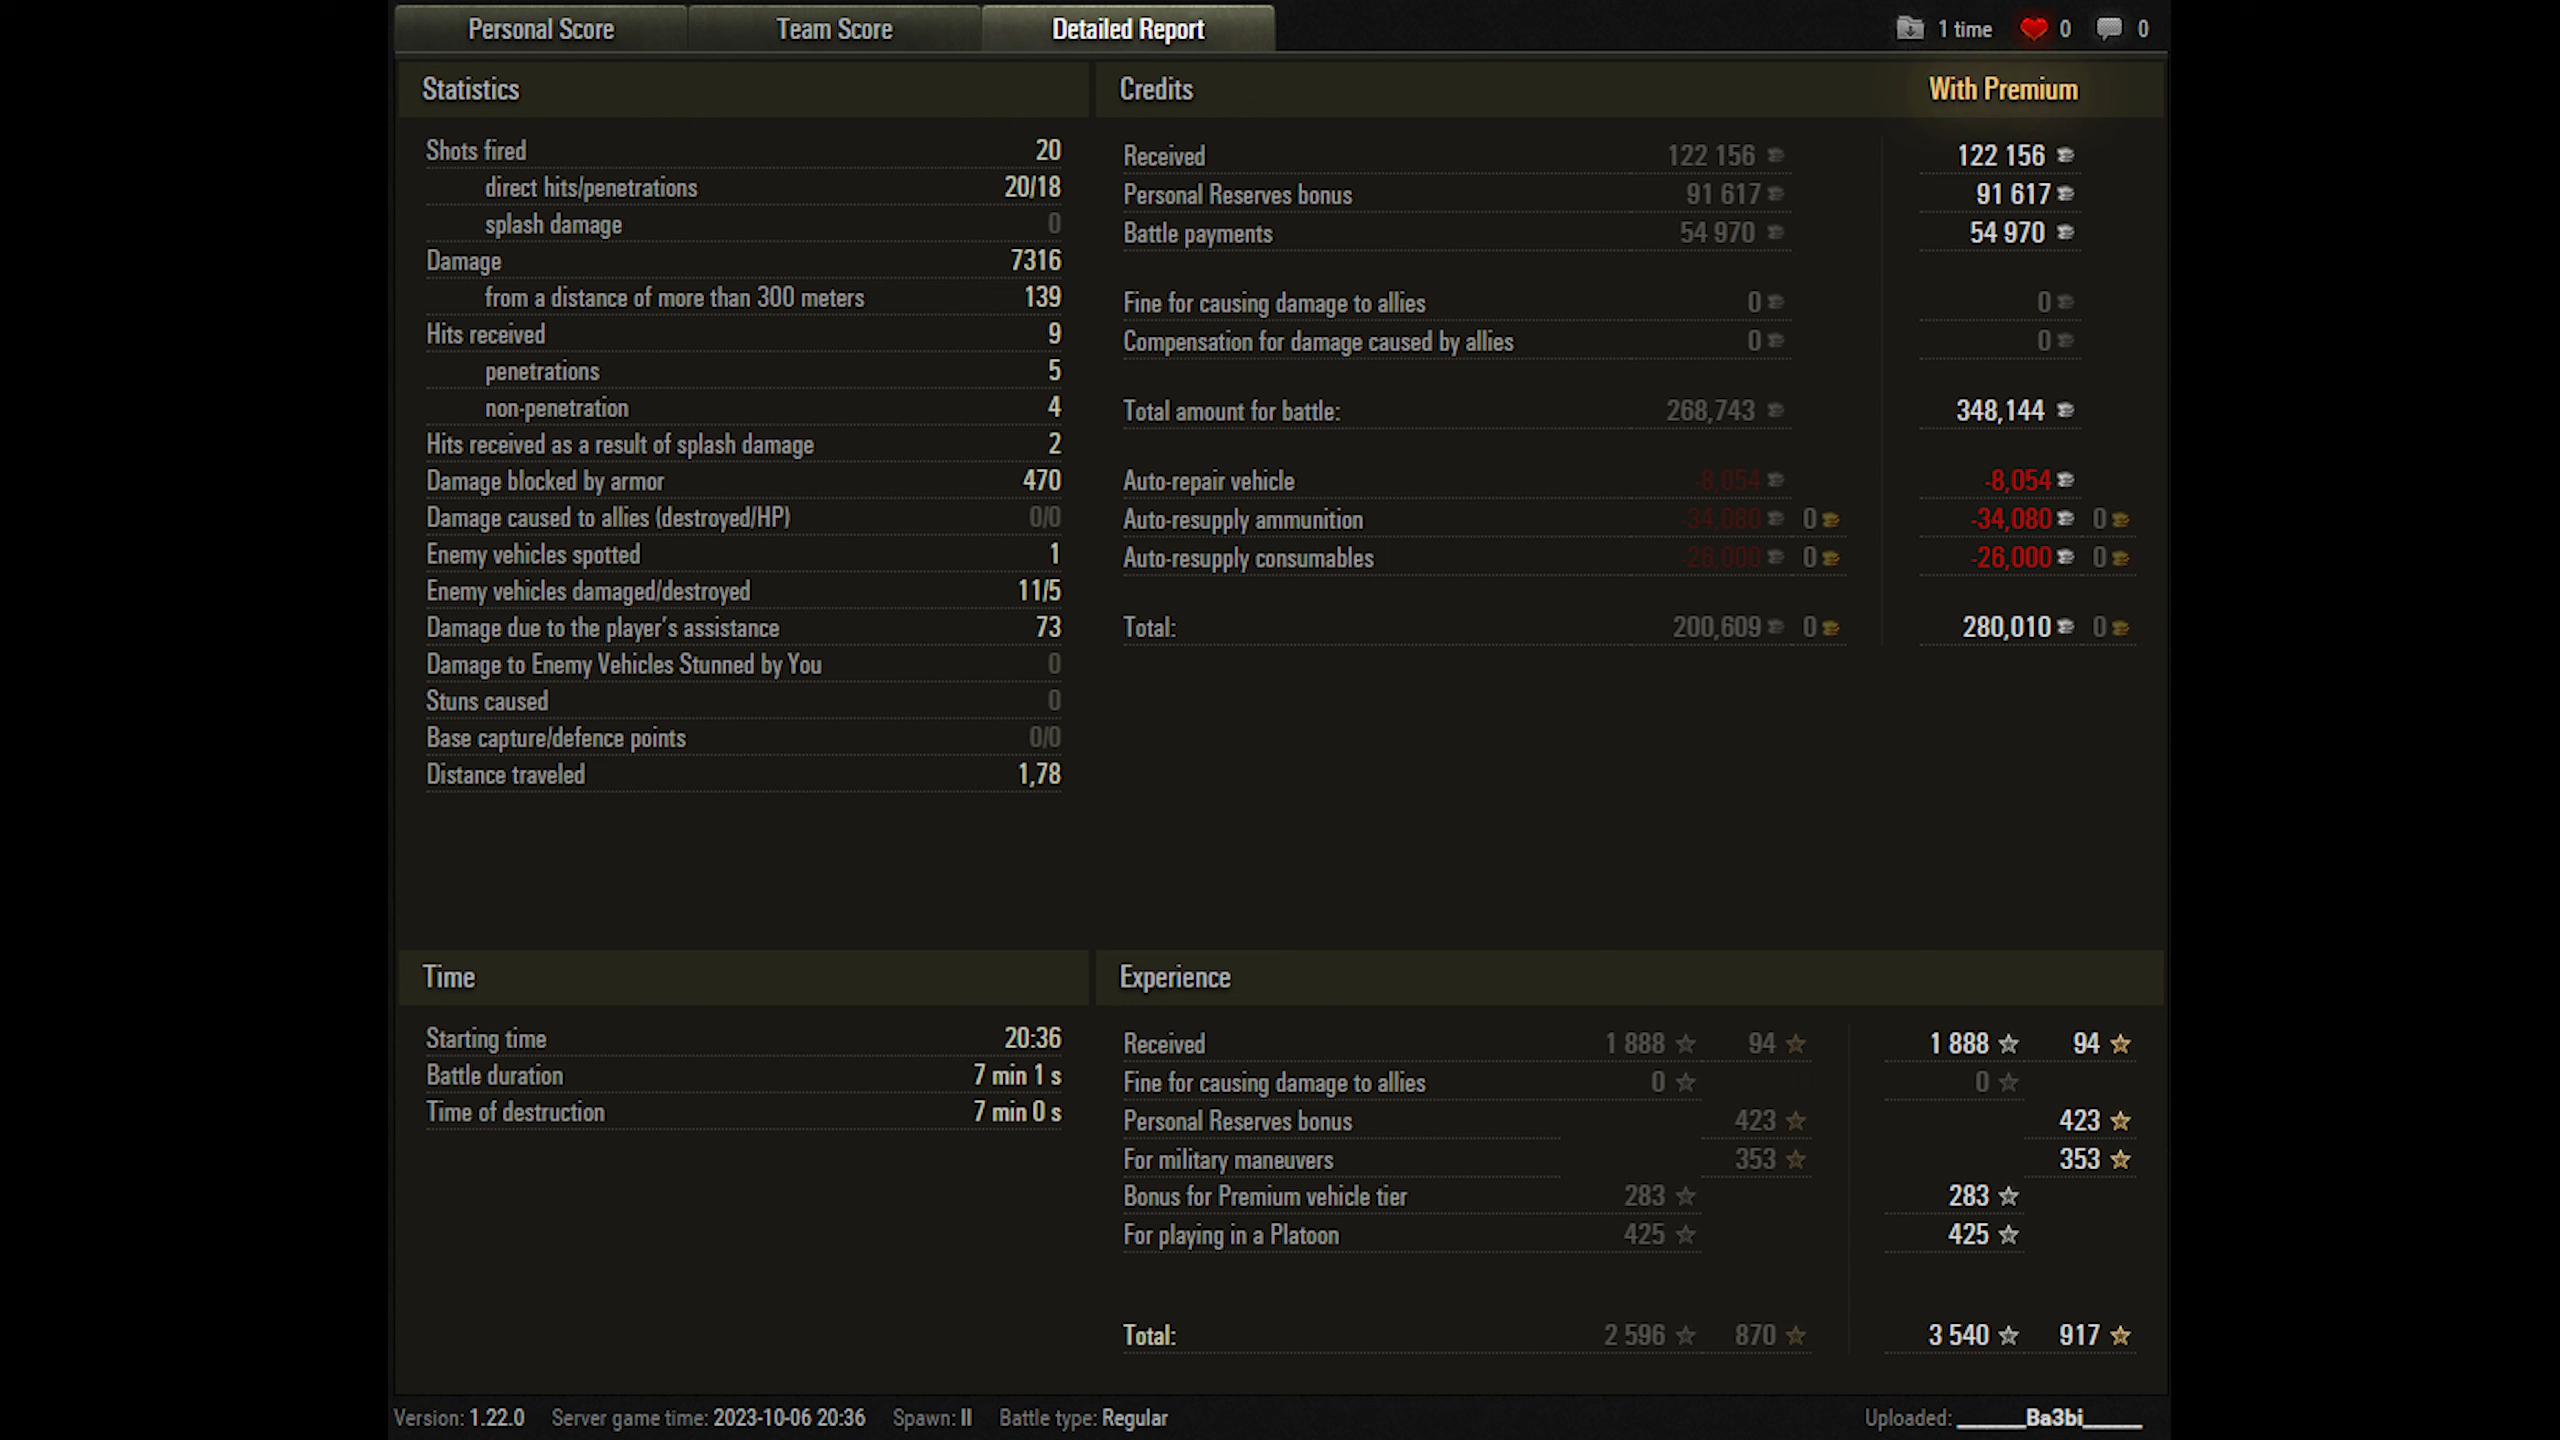 Personal Score
Team Score
Detailed Report
1 time
0
0
Statistics
Shots fired 20
direct hits/penetrations 20/18
splash damage 0
Damage 7316
from a distance of more than 300 meters 139
Hits received 9
penetrations 5
non-penetration 4
Hits received as a result of splash damage 2
Damage blocked by armor 470
Damage caused to allies (destroyed/HP) 0/0
Enemy vehicles spotted 1
Enemy vehicles damaged/destroyed 11/5
Damage due to the player's assistance 73
Damage to Enemy Vehicles Stunned by You 0
Stuns caused 0
Base capture/defence points 0/0
Distance traveled 1,78
Credits With Premium
Received 122 156 122 156
Personal Reserves bonus 91 617 91 617
Battle payments 54 970 54 970
Fine for causing damage to allies 0 0
Compensation for damage caused by allies 0 0
Total amount for battle: 268,743 348,144
Auto-repair vehicle -8,054 -8,054
Auto-resupply ammunition -34,080 0 -34,080 0
Auto-resupply consumables -26,000 0 -26,000 0
Total: 200,609 0 280,010 0
Time
Starting time 20:36
Battle duration 7 min 1 s
Time of destruction 7 min 0 s
Experience
Received 1 888 94 1 888 94
Fine for causing damage to allies 0 0
Personal Reserves bonus 423 423
For military maneuvers 353 353
Bonus for Premium vehicle tier 283 283
For playing in a Platoon 425 425
Total: 2 596 870 3 540 917
Version: 1.22.0 Server game time: 2023-10-06 20:36 Spawn: II Battle type: Regular Uploaded: ______Ba3bi_____